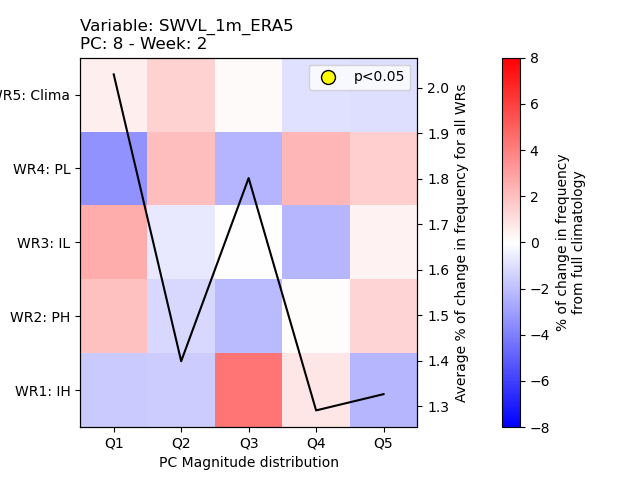 Variable: SWVL_1m_ERA5
PC: 8 - Week: 2
p<0.05
R5: Clima
WR4: PL
WR3: IL
WR2: PH
WR1: IH
Q1 Q2 Q3 Q4 Q5
PC Magnitude distribution
2.0
1.9
1.8
1.7
1.6
1.5
1.4
1.3
Average % of change in frequency for all WRs
8
6
4
2
0
−2
−4
−6
−8
% of change in frequency
from full climatology